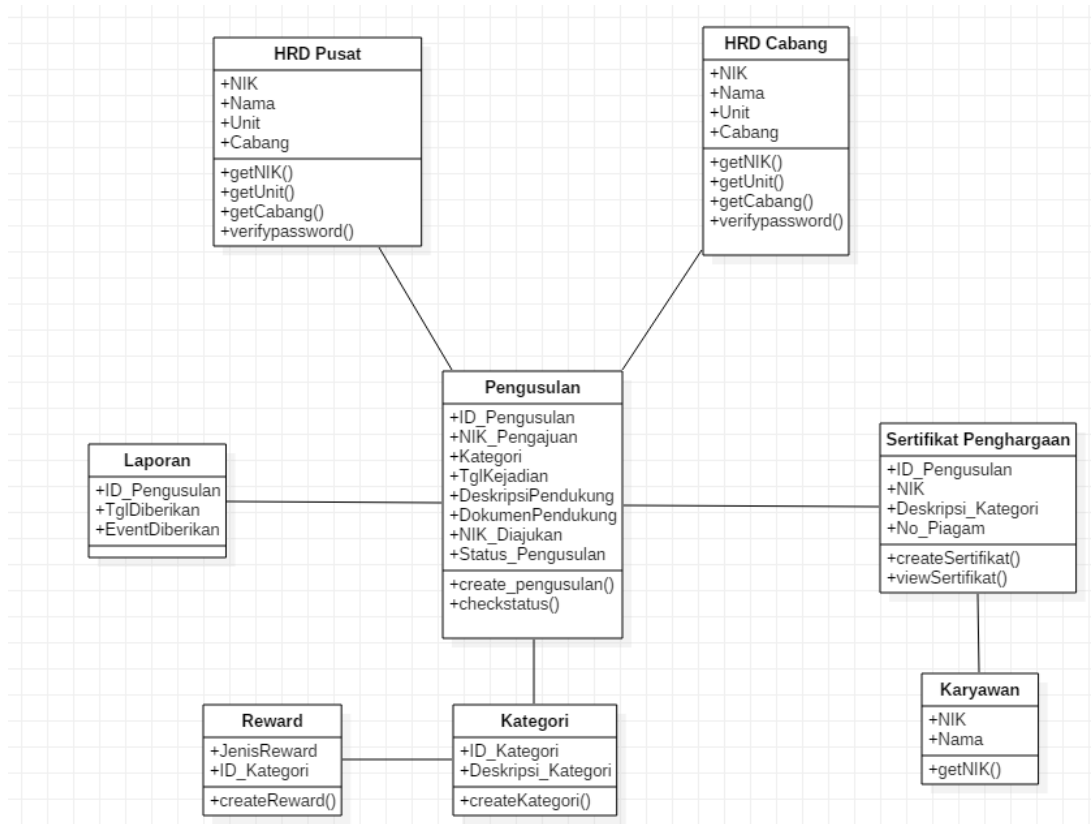 HRD Pusat
+NIK
+Nama
+Unit
+Cabang
+getNIK()
+getUnit()
+getCabang()
+verifypassword()
HRD Cabang
+NIK
+Nama
+Unit
+Cabang
+getNIK()
+getUnit()
+getCabang()
+verifypassword()
Pengusulan
+ID_Pengusulan
+NIK_Pengajuan
+Kategori
+TglKejadian
+DeskripsiPendukung
+DokumenPendukung
+NIK_Diajukan
+Status_Pengusulan
+create_pengusulan()
+checkstatus()
Laporan
+ID_Pengusulan
+TglDiberikan
+EventDiberikan
Sertifikat Penghargaan
+ID_Pengusulan
+NIK
+Deskripsi_Kategori
+No_Piagam
+createSertifikat()
+viewSertifikat()
Reward
+JenisReward
+ID_Kategori
+createReward()
Kategori
+ID_Kategori
+Deskripsi_Kategori
+createKategori()
Karyawan
+NIK
+Nama
+getNIK()